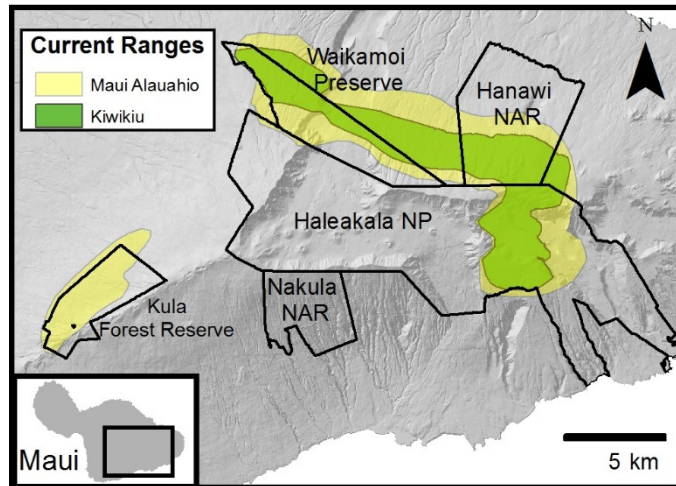 Current Ranges
Maui Alauahio
Kiwikiu
Waikamoi
Preserve
Hanawi
NAR
N
Haleakala NP
Kula
Forest Reserve
Nakula
NAR
Maui
5 km